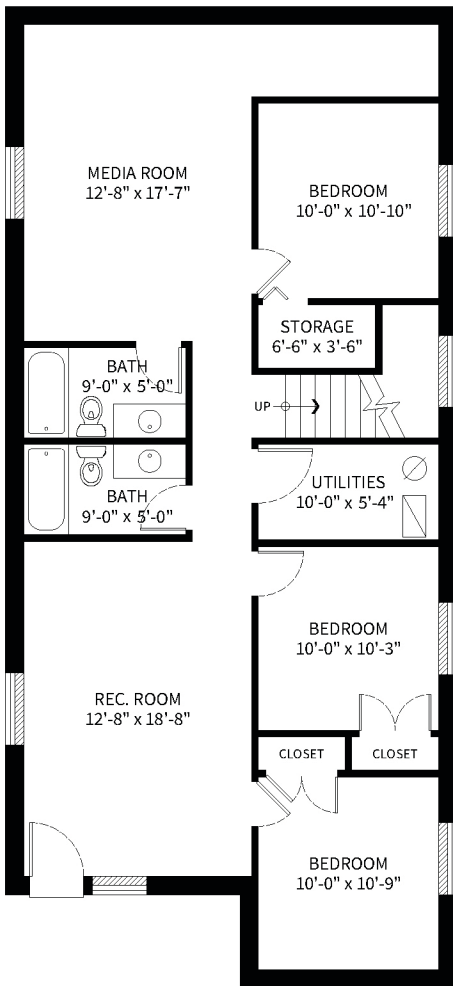 MEDIA ROOM
12'-8" x 17'-7"
BEDROOM
10'-0" x 10'-10"
STORAGE
6'-6" x 3'-6"
BATH
9'-0" x 5'-0"
UP
BATH
9'-0" x 5'-0"
UTILITIES
10'-0" x 5'-4"
BEDROOM
10'-0" x 10'-3"
REC. ROOM
12'-8" x 18'-8"
CLOSET
CLOSET
BEDROOM
10'-0" x 10'-9"